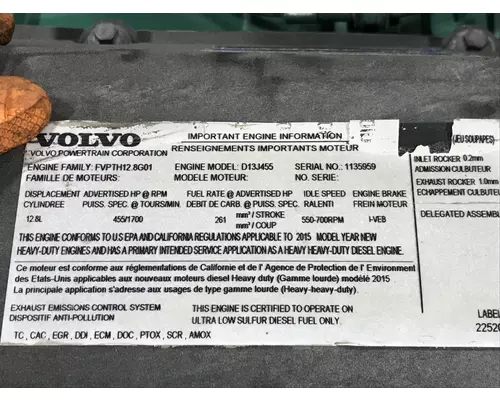 VOLVO
VOLVO POWERTRAIN CORPORATION
IMPORTANT ENGINE INFORMATION
RENSEIGNEMENTS IMPORTANTS MOTEUR
(JEU SOUPAPES)
ENGINE FAMILY: FVPTH12.8G01 ENGINE MODEL: D13J455 SERIAL NO.: 1135959
FAMILLE DE MOTEURS: MODELE MOTEUR: NO. SERIE:
INLET ROCKER 0.2mm
ADMISSION CULBUTEUR
EXHAUST ROCKER 1.0mm
ECHAPPEMENT CULBUTE
DISPLACEMENT ADVERTISED HP @ RPM FUEL RATE @ ADVERTISED HP IDLE SPEED ENGINE BRAKE
CYLINDREE PUISS. SPEC. @ R/MIN DEBIT DE CARB. @ PUISS. SPEC. RALENTI FREIN MOTEUR
12.8L 455/1700 261 mm³/STROKE 550-700RPM I-VEB
mm³/ COUP
DELEGATED ASSEMBL
THIS ENGINE CONFORMS TO U.S EPA AND CALIFORNIA REGULATIONS APPLICABLE TO 2015 MODEL YEAR NEW
HEAVY-DUTY ENGINES AND HAS A PRIMARY INTENDED SERVICE APPLICATION AS A HEAVY HEAVY-DUTY DIESEL ENGINE.
Ce moteur est conforme aux réglementations de Californie et de l' Agence de Protection de l' Environment
des Etats-Unis applicables aux nouveaux moteurs diesel Heavy duty (Gamme lourde) modèle 2015
La principale application s'adresse aux usages de type gamme lourde (Heavy-heavy-duty).
EXHAUST EMISSIONS CONTROL SYSTEM THIS ENGINE IS CERTIFIED TO OPERATE ON
DISPOSITIF ANTI-POLLUTION ULTRA LOW SULFUR DIESEL FUEL ONLY.
TC, CAC, EGR, DDI, ECM, DOC, PTOX, SCR, AMOX
LABEL
2252